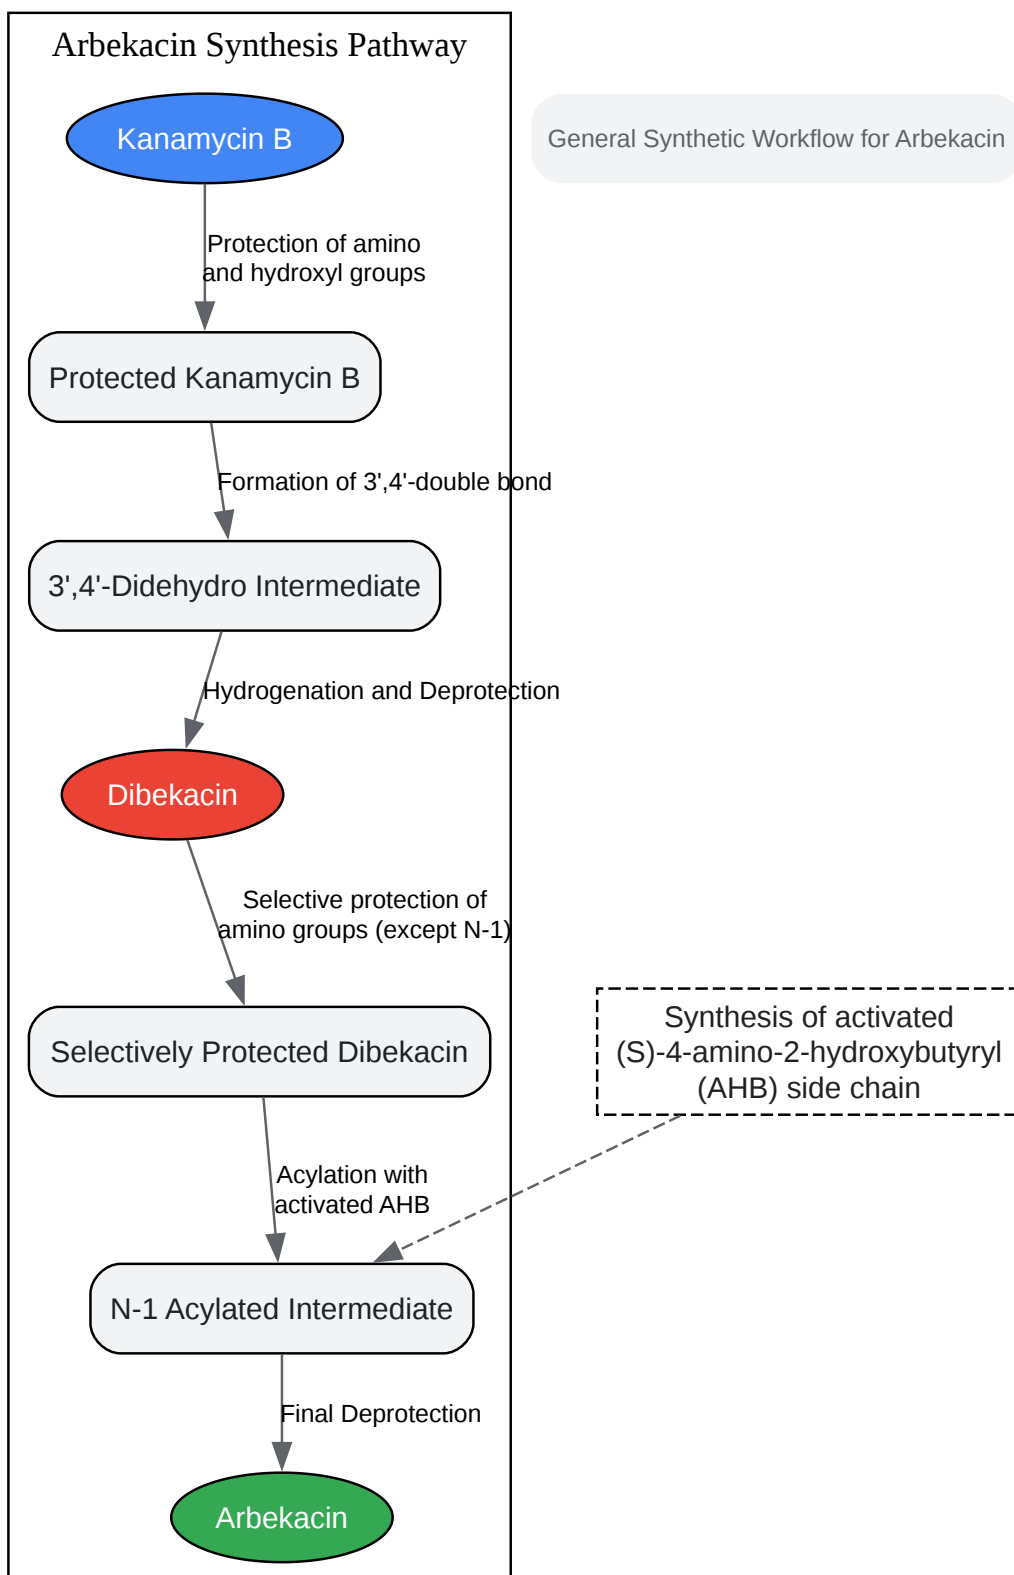 Arbekacin Synthesis Pathway
Kanamycin B
General Synthetic Workflow for Arbekacin
Protection of amino
and hydroxyl groups
Protected Kanamycin B
Formation of 3',4'-double bond
3',4'-Didehydro Intermediate
Hydrogenation and Deprotection
Dibekacin
Selective protection of
amino groups (except N-1)
Selectively Protected Dibekacin
Synthesis of activated
(S)-4-amino-2-hydroxybutyryl
(AHB) side chain
Acylation with
activated AHB
N-1 Acylated Intermediate
Final Deprotection
Arbekacin